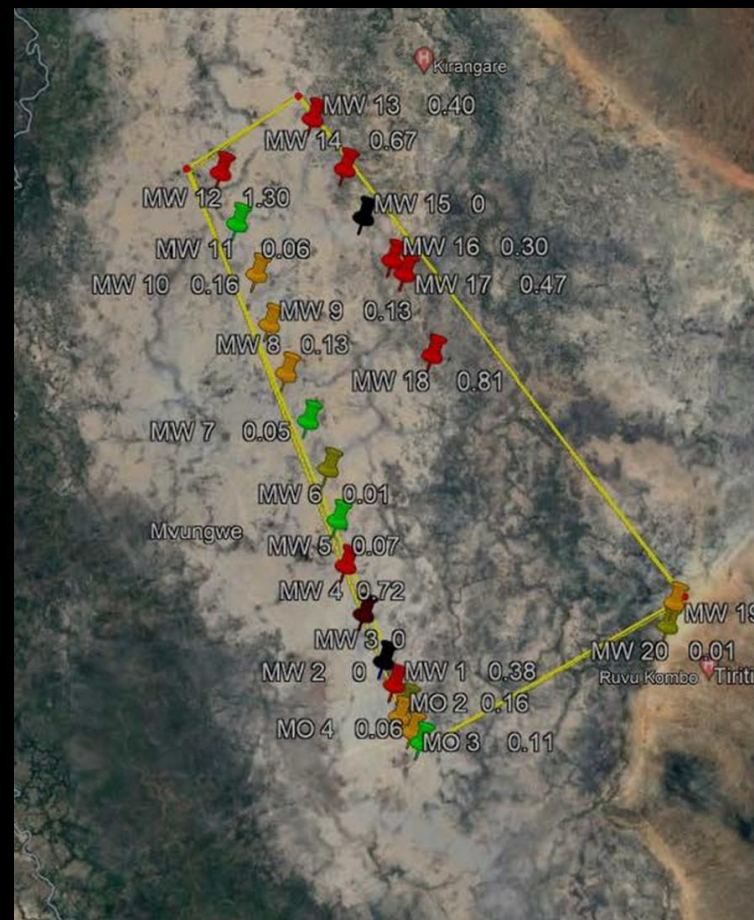 Kirangare
MW 13 0.40
MW 14 0.67
MW 12 1.30
MW 15 0
MW 11 0.06
MW 16 0.30
MW 10 0.16
MW 17 0.47
MW 9 0.13
MW 8 0.13
MW 18 0.81
MW 7 0.05
MW 6 0.01
Mvungwe
MW 5 0.07
MW 4 0.72
MW 19
MW 3 0
MW 20 0.01
MW 2 0
MW 1 0.38
Ruvu Kombo
Tiriti
MO 2 0.16
MO 4 0.06
MO 3 0.11